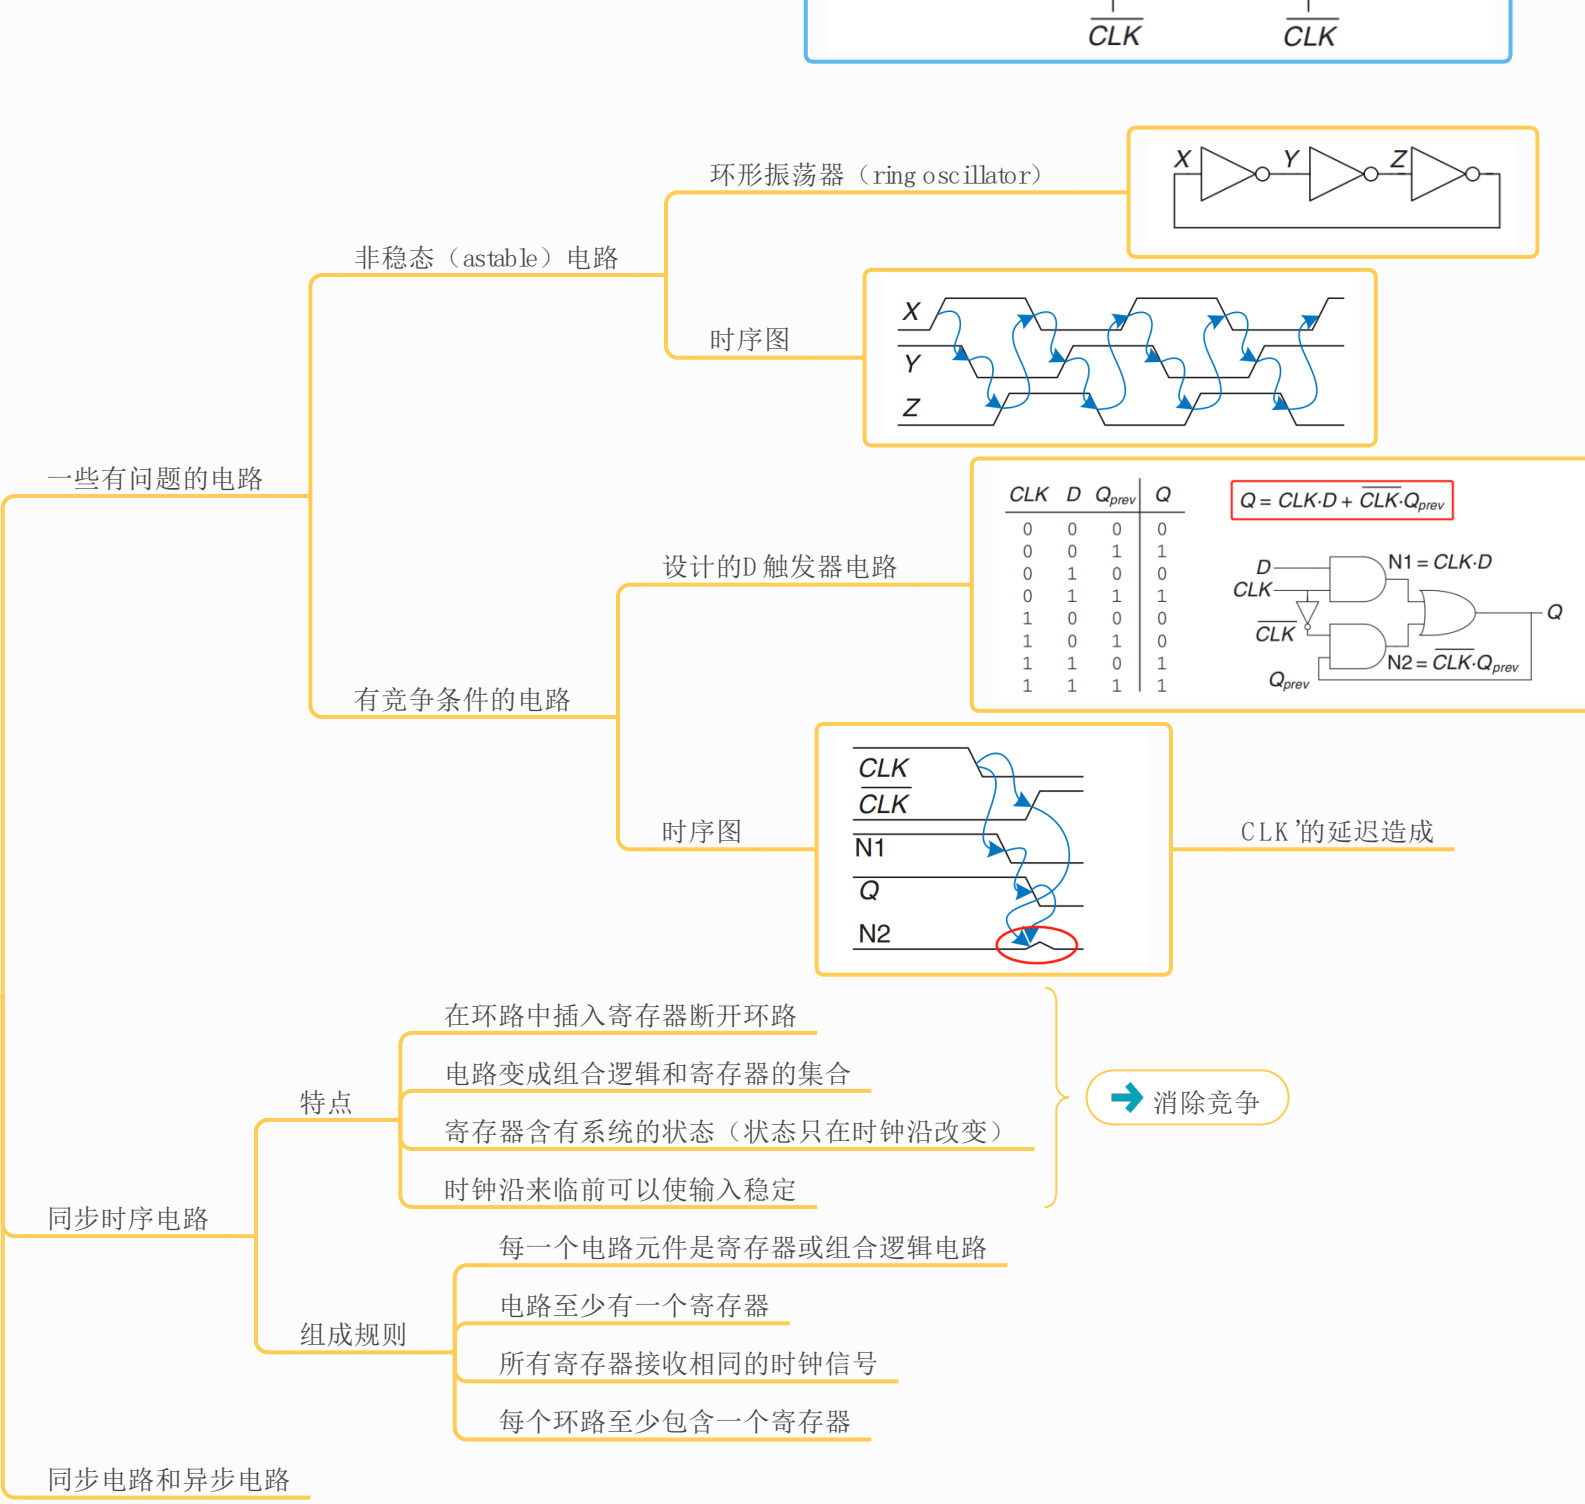 CLK CLK
环形振荡器（ring oscillator）
X Y Z
非稳态（astable）电路
时序图
X
Y
Z
一些有问题的电路
设计的D触发器电路
CLK D Qprev Q
0 0 0 0
0 0 1 1
0 1 0 0
0 1 1 1
1 0 0 0
1 0 1 0
1 1 0 1
1 1 1 1
Q = CLK·D + CLK·Qprev
D
CLK
CLK
Qprev
N1 = CLK·D
N2 = CLK·Qprev
Q
有竞争条件的电路
时序图
CLK
CLK
N1
Q
N2
CLK’的延迟造成
在环路中插入寄存器断开环路
电路变成组合逻辑和寄存器的集合
特点
寄存器含有系统的状态（状态只在时钟沿改变）
时钟沿来临前可以使输入稳定
消除竞争
同步时序电路
每一个电路元件是寄存器或组合逻辑电路
电路至少有一个寄存器
组成规则
所有寄存器接收相同的时钟信号
每个环路至少包含一个寄存器
同步电路和异步电路